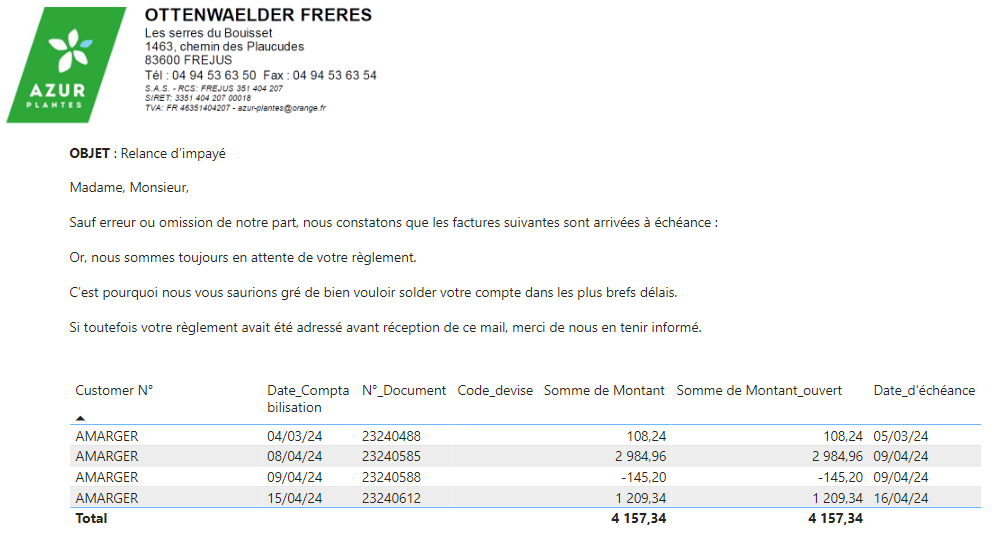 AZUR
PLANTES
OTTENWAELDER FRERES
Les serres du Bouisset
1463, chemin des Plaucudes
83600 FREJUS
Tél : 04 94 53 63 50 Fax : 04 94 53 63 54
S.A.S. - RCS: FREJUS 351 404 207
SIRET: 3351 404 207 00018
TVA: FR 46351404207 - azur-plantes@orange.fr
OBJET : Relance d'impayé
Madame, Monsieur,
Sauf erreur ou omission de notre part, nous constatons que les factures suivantes sont arrivées à échéance :
Or, nous sommes toujours en attente de votre règlement.
C'est pourquoi nous vous saurions gré de bien vouloir solder votre compte dans les plus brefs délais.
Si toutefois votre règlement avait été adressé avant réception de ce mail, merci de nous en tenir informé.
Customer N° Date_Compta N°_Document Code_devise Somme de Montant Somme de Montant_ouvert Date_d'échéance
bilisation
AMARGER 04/03/24 23240488 108,24 108,24 05/03/24
AMARGER 08/04/24 23240585 2 984,96 2 984,96 09/04/24
AMARGER 09/04/24 23240588 -145,20 -145,20 09/04/24
AMARGER 15/04/24 23240612 1 209,34 1 209,34 16/04/24
Total 4 157,34 4 157,34